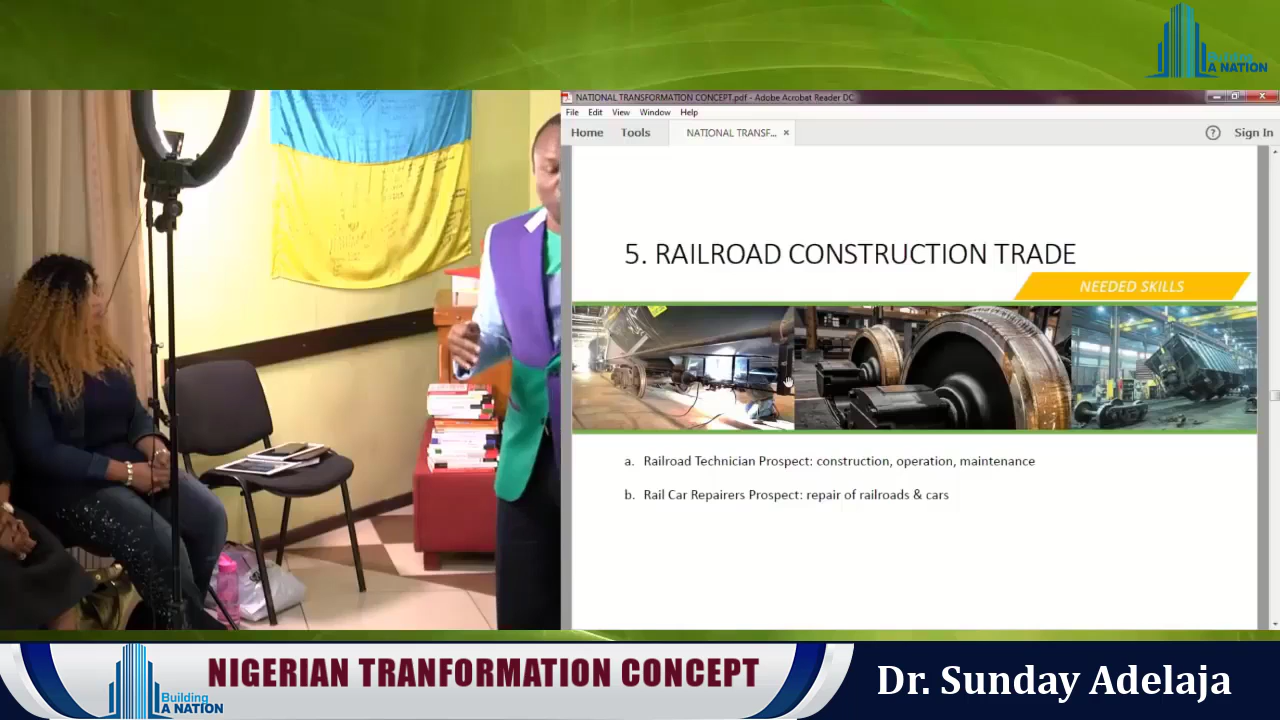 Building
A NATION
NATIONAL TRANSFORMATION CONCEPT.pdf - Adobe Acrobat Reader DC
File Edit View Window Help
Home Tools NATIONAL TRANSF... × ? Sign In
5. RAILROAD CONSTRUCTION TRADE
NEEDED SKILLS
a. Railroad Technician Prospect: construction, operation, maintenance
b. Rail Car Repairers Prospect: repair of railroads & cars
Building
A NATION
NIGERIAN TRANFORMATION CONCEPT
Dr. Sunday Adelaja